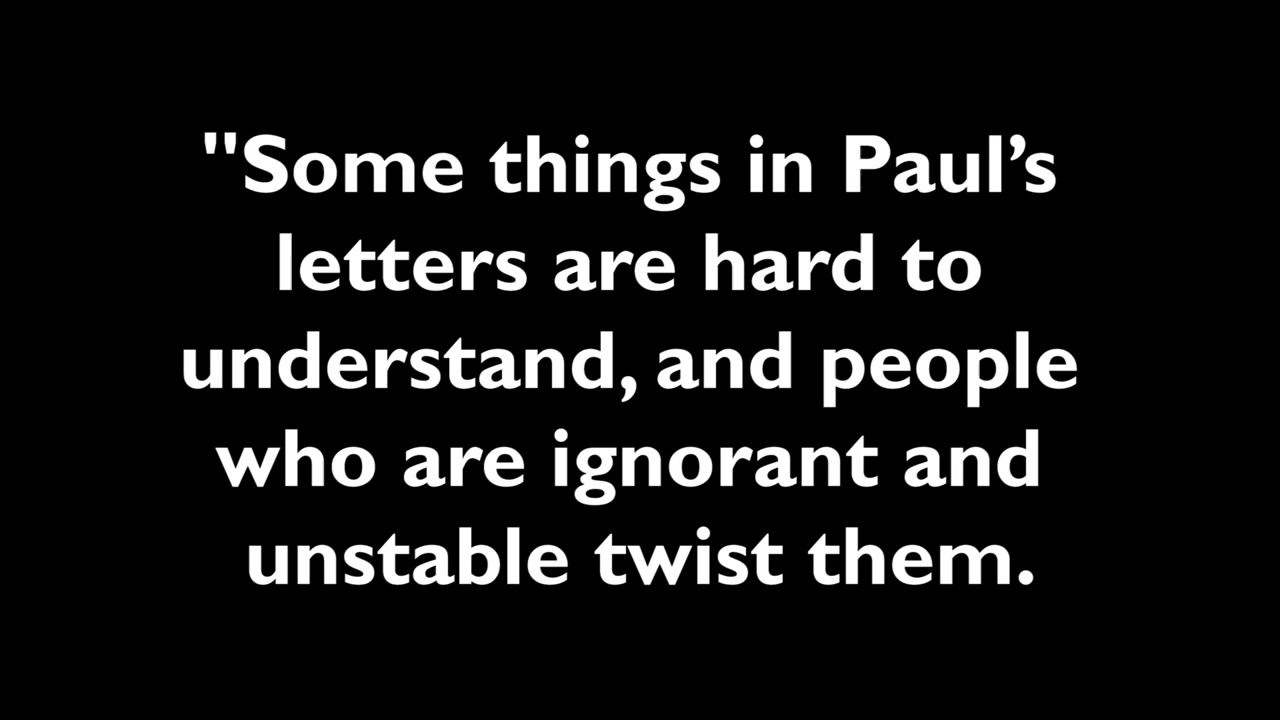 "Some things in Paul’s
letters are hard to
understand, and people
who are ignorant and
unstable twist them.